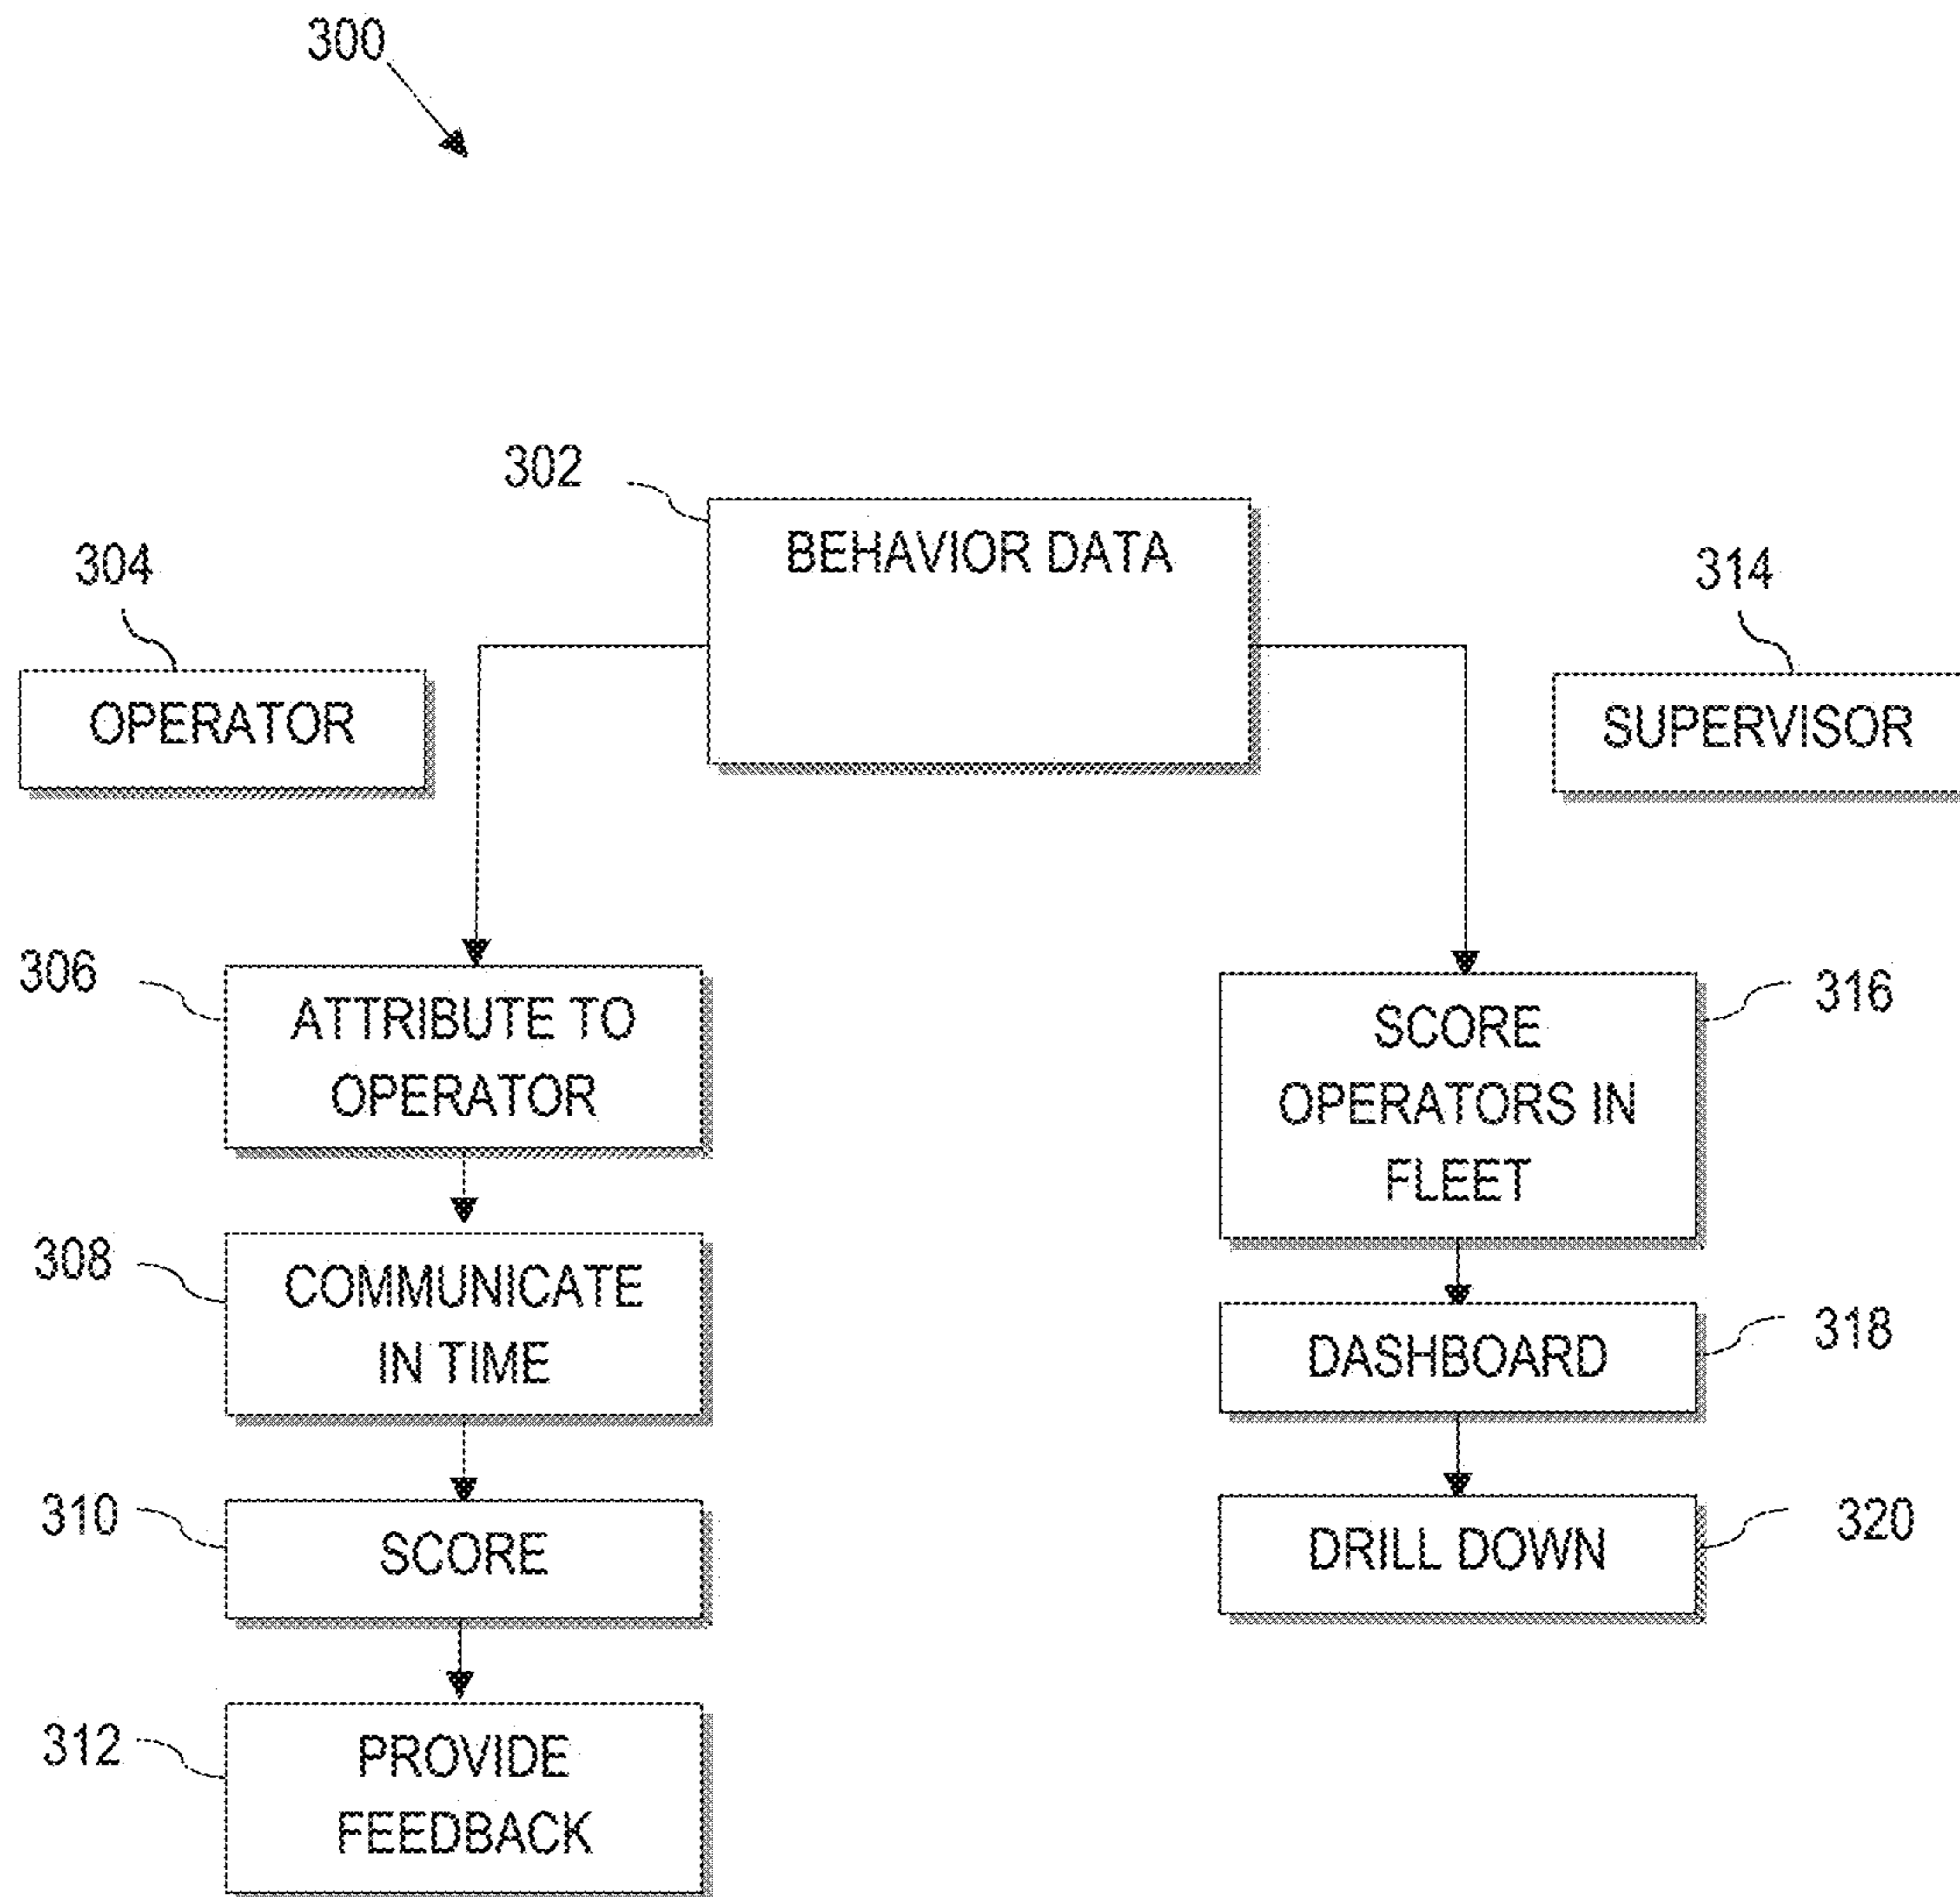 300
302
BEHAVIOR DATA
304
314
OPERATOR
SUPERVISOR
306
ATTRIBUTE TO
OPERATOR
316
SCORE
OPERATORS IN
FLEET
308
COMMUNICATE
IN TIME
318
DASHBOARD
310
SCORE
320
DRILL DOWN
312
PROVIDE
FEEDBACK